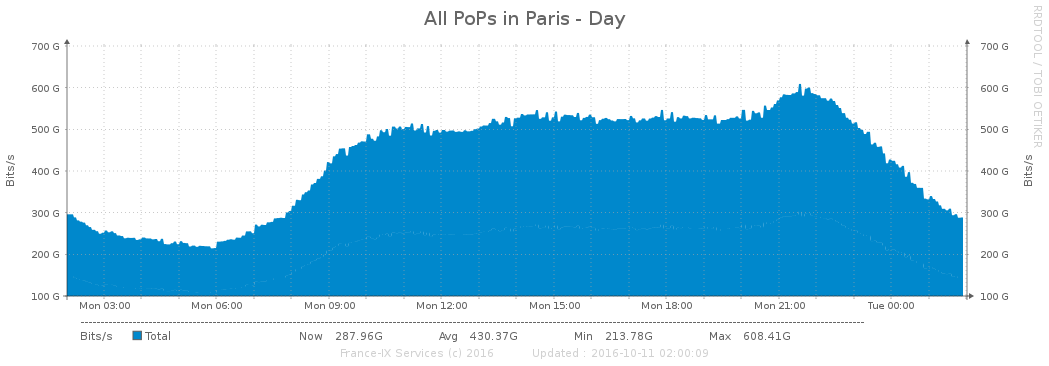 All PoPs in Paris - Day
RRDTOOL / TOBI OETIKER
700 G 700 G
600 G 600 G
500 G 500 G
400 G 400 G
300 G 300 G
200 G 200 G
100 G 100 G
Bits/s Bits/s
Mon 03:00 Mon 06:00 Mon 09:00 Mon 12:00 Mon 15:00 Mon 18:00 Mon 21:00 Tue 00:00
Bits/s Total Now 287.96G Avg 430.37G Min 213.78G Max 608.41G
France-IX Services (c) 2016 Updated : 2016-10-11 02:00:09